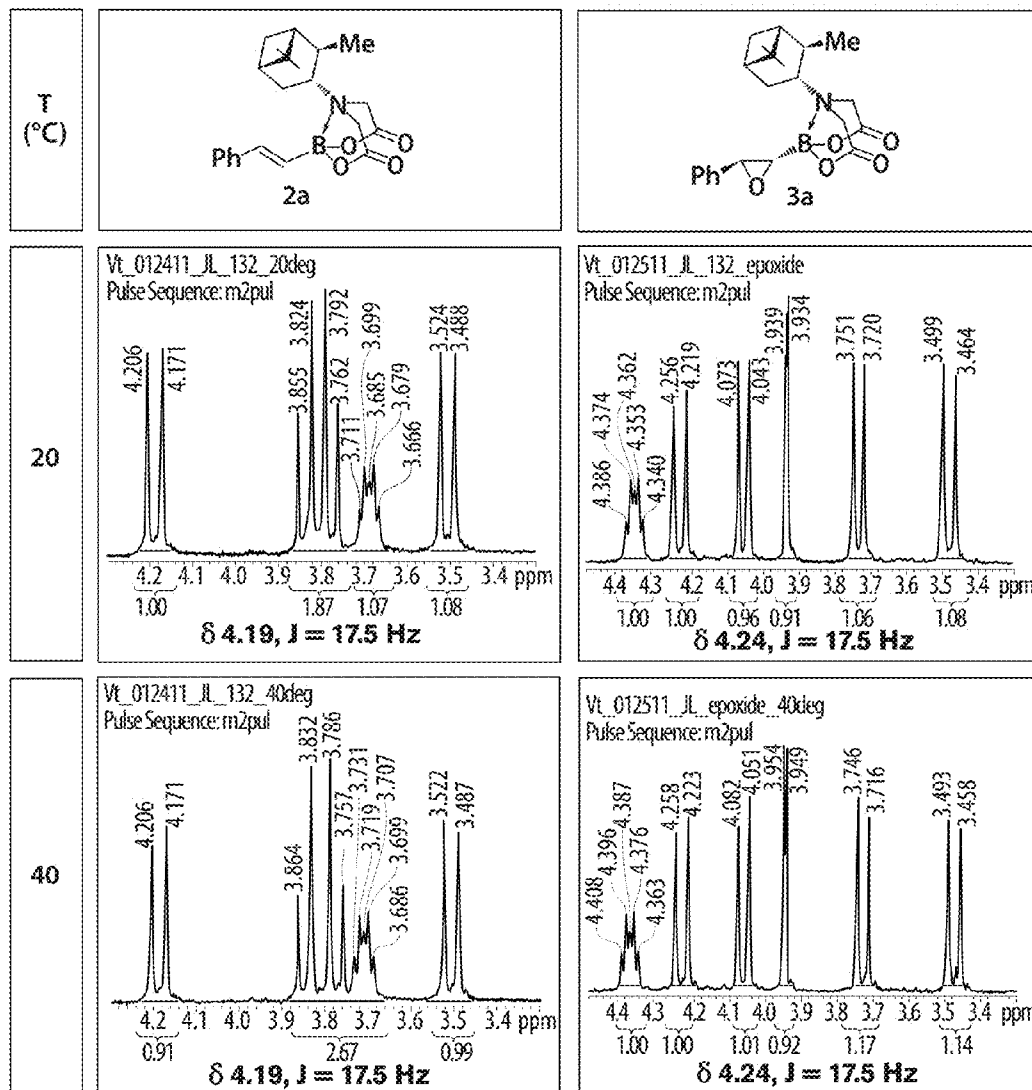 T
(°C)
Me
N
B
O
O
O
O
Ph
2a
Me
N
B
O
O
O
O
Ph
O
3a
20
Vt_012411_JL_132_20deg
Pulse Sequence: m2pul
4.206
4.171
3.855
3.824
3.792
3.762
3.711
3.699
3.685
3.679
3.666
3.524
3.488
4.2 4.1 4.0 3.9 3.8 3.7 3.6 3.5 3.4 ppm
1.00 1.87 1.07 1.08
δ 4.19, J = 17.5 Hz
Vt_012511_JL_132_epoxide
Pulse Sequence: m2pul
4.386
4.374
4.362
4.353
4.340
4.256
4.219
4.073
4.043
3.939
3.934
3.751
3.720
3.499
3.464
4.4 4.3 4.2 4.1 4.0 3.9 3.8 3.7 3.6 3.5 3.4 ppm
1.00 1.00 0.96 0.91 1.06 1.08
δ 4.24, J = 17.5 Hz
40
Vt_012411_JL_132_40deg
Pulse Sequence: m2pul
4.206
4.171
3.864
3.832
3.786
3.757
3.731
3.719
3.707
3.699
3.686
3.522
3.487
4.2 4.1 4.0 3.9 3.8 3.7 3.6 3.5 3.4 ppm
0.91 2.67 0.99
δ 4.19, J = 17.5 Hz
Vt_012511_JL_epoxide_40deg
Pulse Sequence: m2pul
4.408
4.396
4.387
4.376
4.363
4.258
4.223
4.082
4.051
3.954
3.949
3.746
3.716
3.493
3.458
4.4 4.3 4.2 4.1 4.0 3.9 3.8 3.7 3.6 3.5 3.4 ppm
1.00 1.00 1.01 0.92 1.17 1.14
δ 4.24, J = 17.5 Hz